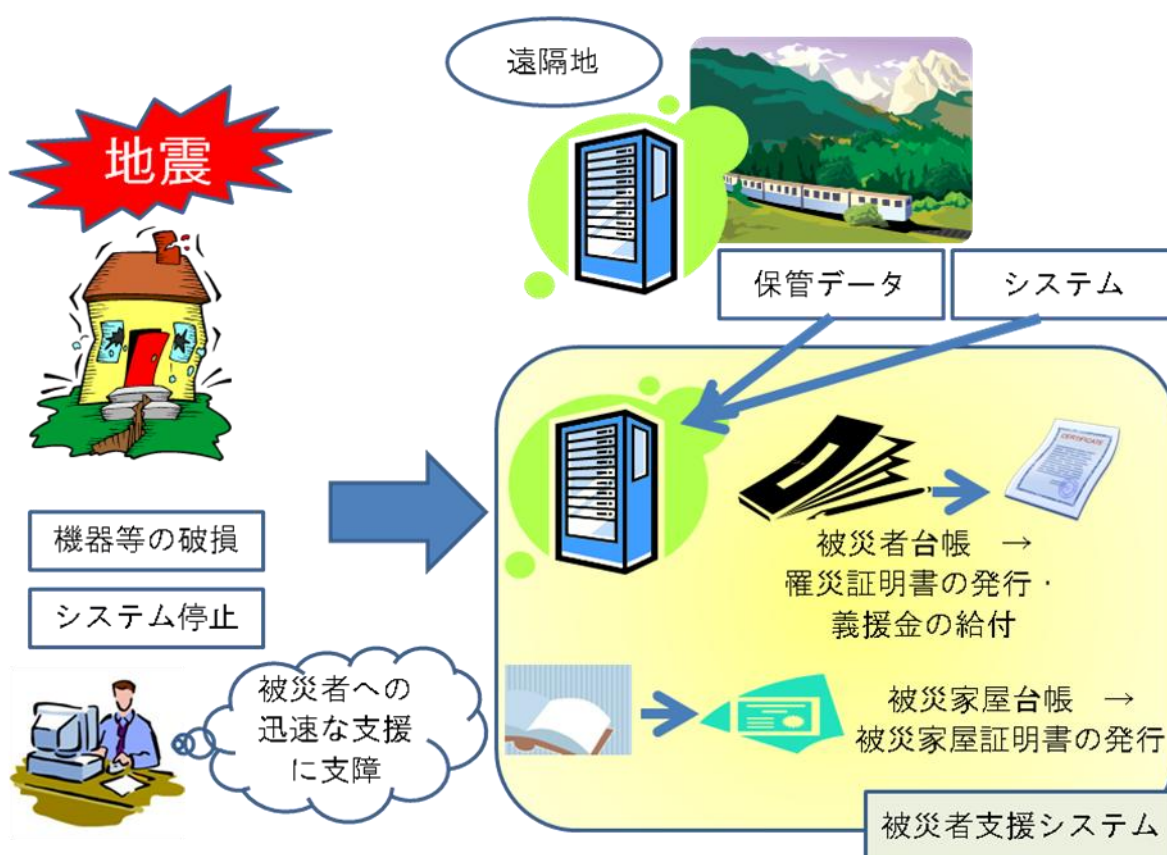 遠隔地
地震
保管データ
システム
CERTIFICATE
機器等の破損
システム停止
被災者への
迅速な支援
に支障
被災者台帳 →
罹災証明書の発行・
義援金の給付
被災家屋台帳 →
被災家屋証明書の発行
被災者支援システム